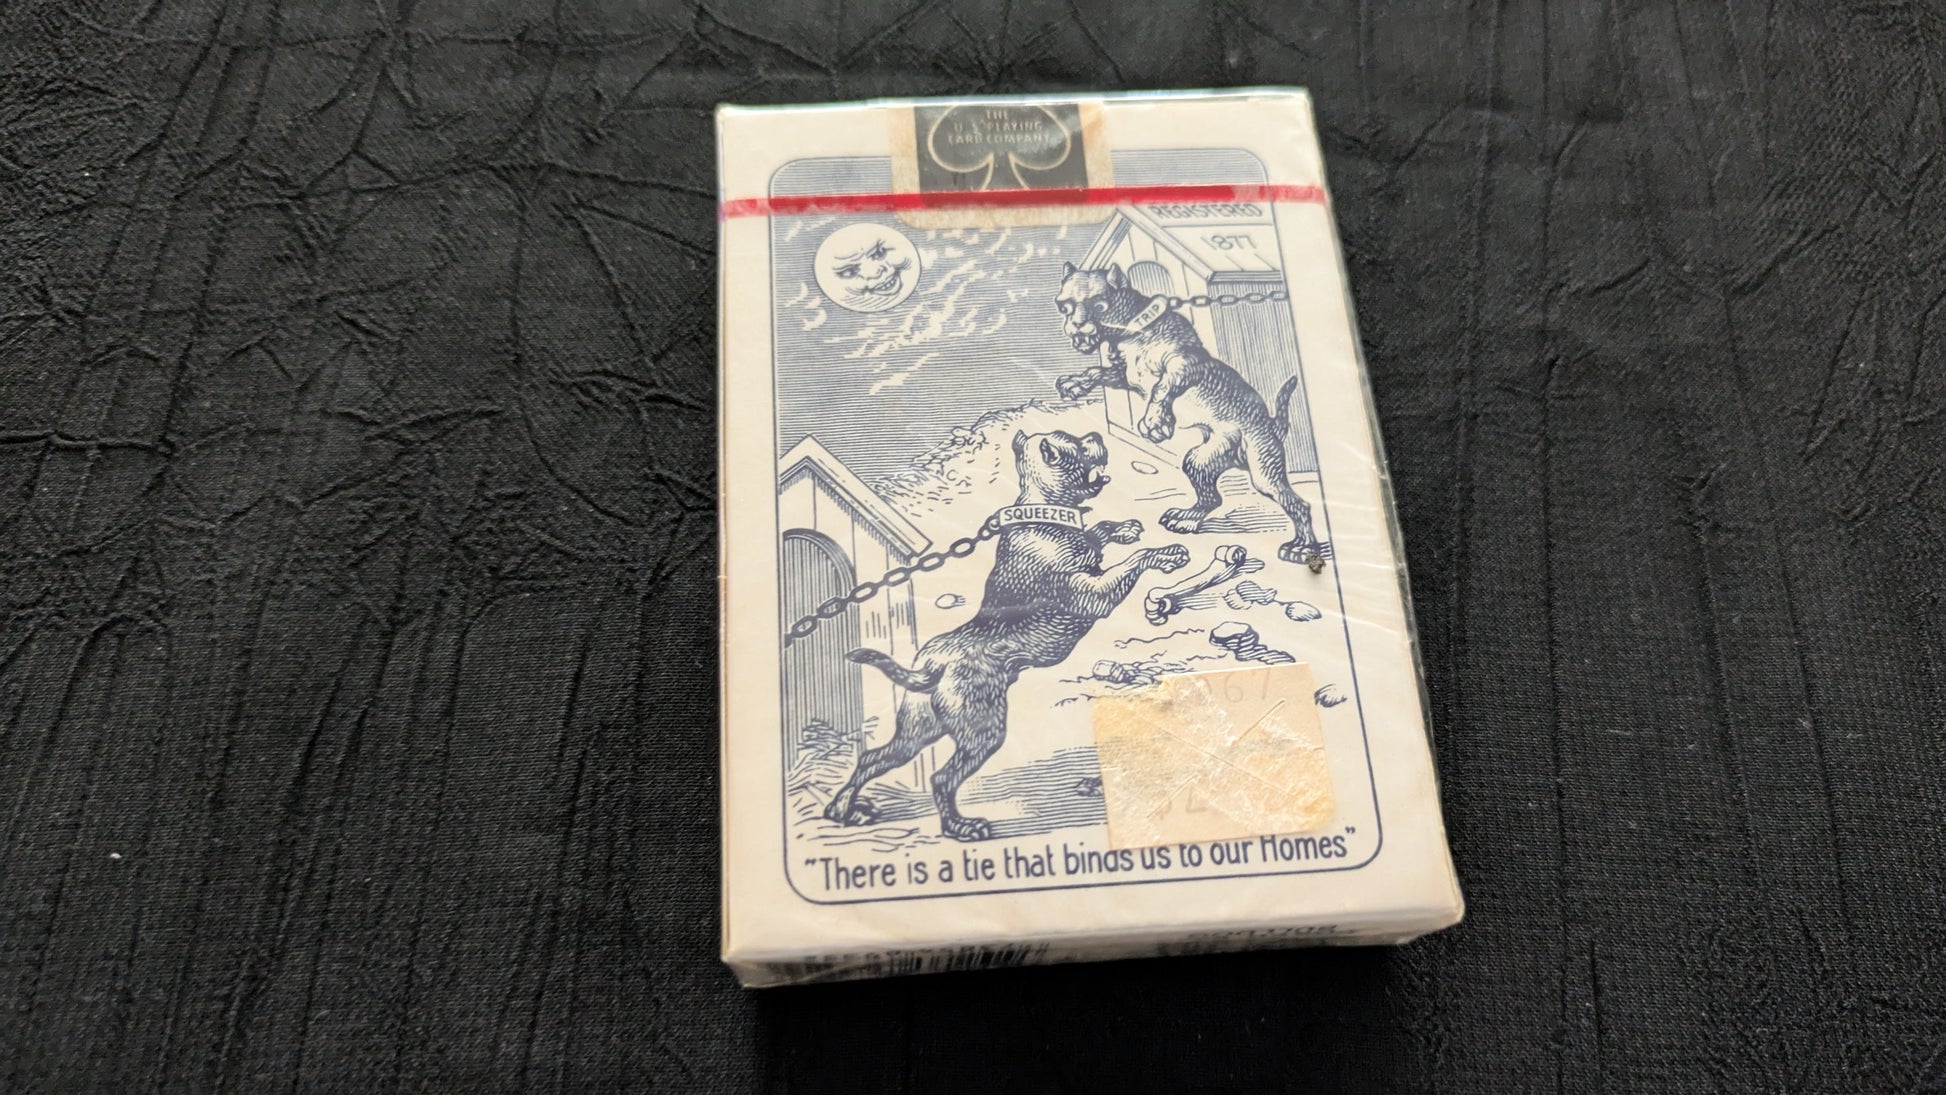 THE
U.S. PLAYING
CARD COMPANY
REGISTERED
1877
TRIP
SQUEEZER
"There is a tie that binds us to our Homes"